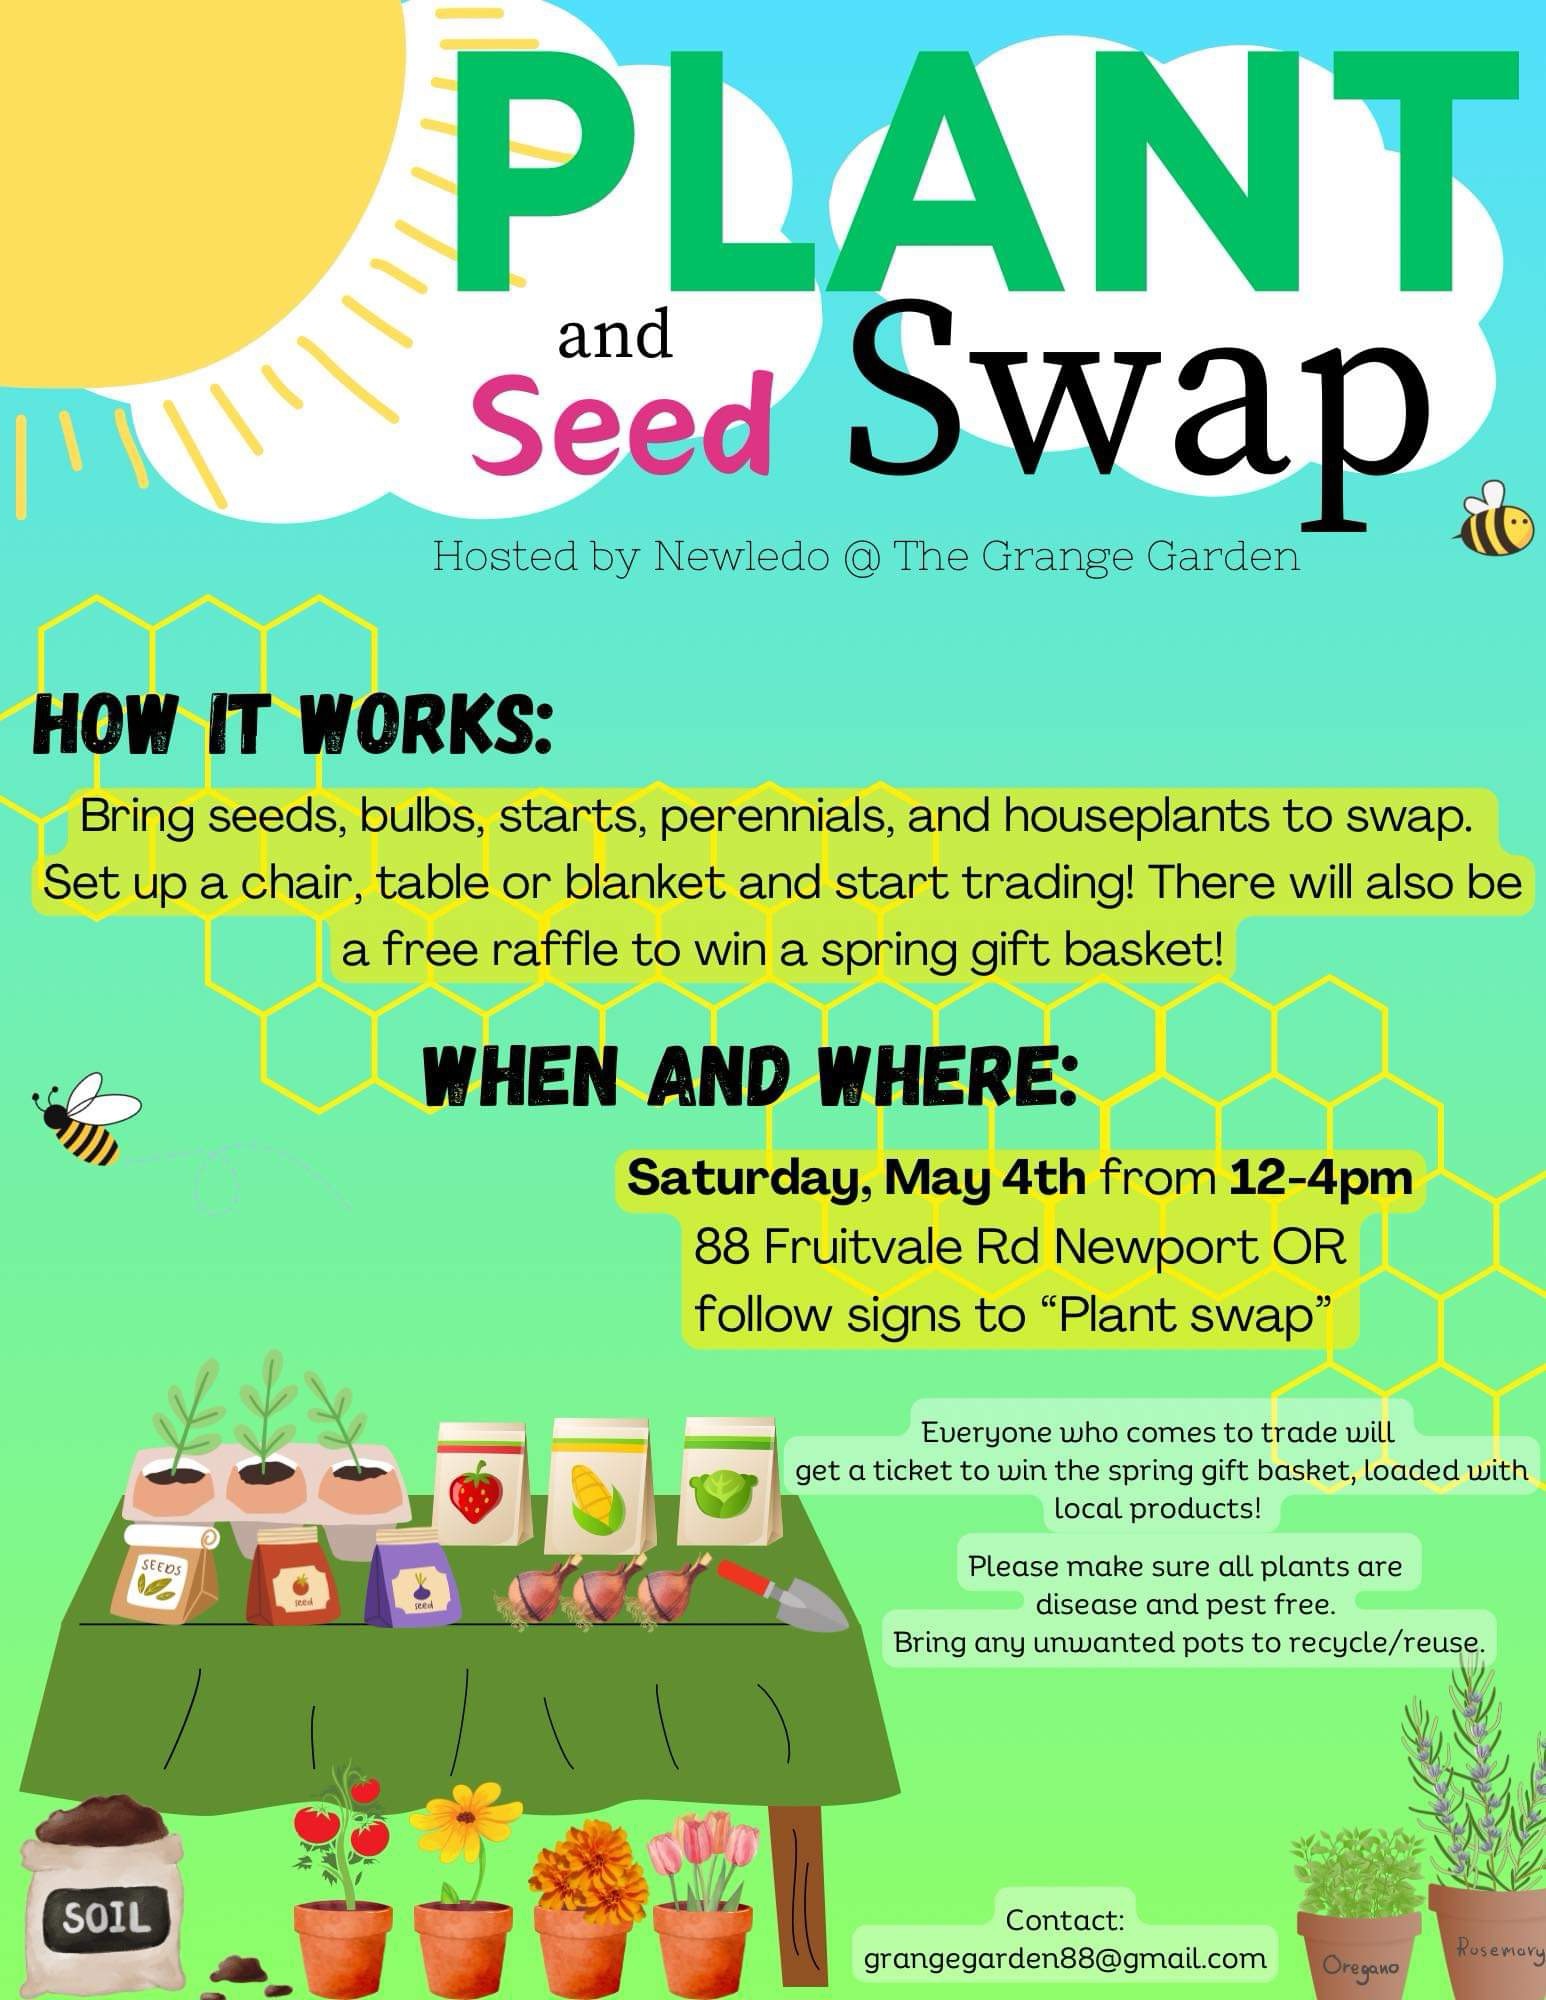 PLANT
and
Seed Swap
Hosted by Newledo @ The Grange Garden
HOW IT WORKS:
Bring seeds, bulbs, starts, perennials, and houseplants to swap.
Set up a chair, table or blanket and start trading! There will also be
a free raffle to win a spring gift basket!
WHEN AND WHERE:
Saturday, May 4th from 12-4pm
88 Fruitvale Rd Newport OR
follow signs to “Plant swap”
Everyone who comes to trade will
get a ticket to win the spring gift basket, loaded with
local products!
Please make sure all plants are
disease and pest free.
Bring any unwanted pots to recycle/reuse.
SEEDS
seed
seed
SOIL
Contact:
grangegarden88@gmail.com
Oregano
Rosemary